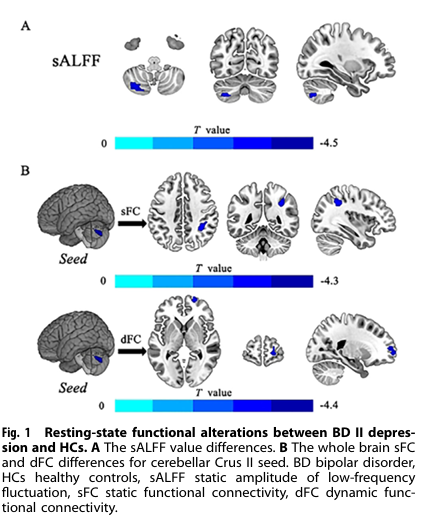 A
sALFF
T value
0
-4.5
B
sFC
Seed
T value
0
-4.3
dFC
Seed
T value
0
-4.4
Fig. 1 Resting-state functional alterations between BD II depres-
sion and HCs. A The sALFF value differences. B The whole brain sFC
and dFC differences for cerebellar Crus II seed. BD bipolar disorder,
HCs healthy controls, sALFF static amplitude of low-frequency
fluctuation, sFC static functional connectivity, dFC dynamic func-
tional connectivity.